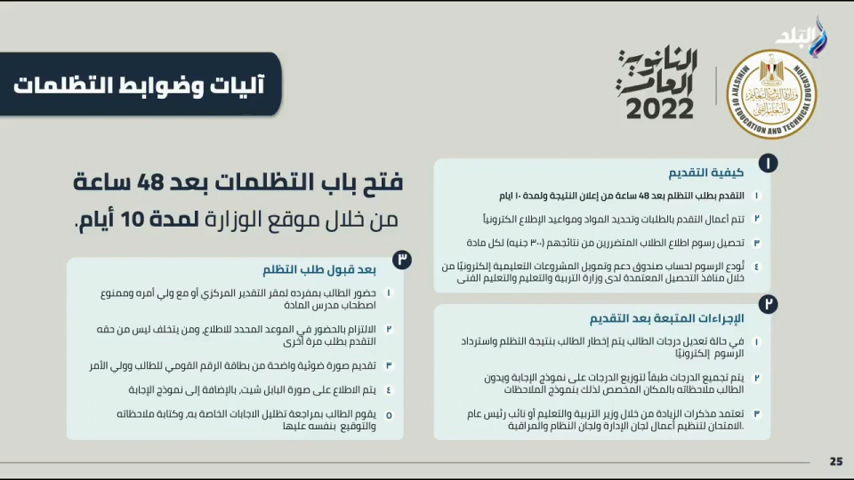 البلد
الثانوية
العامة
2022
وزارة التربية والتعليم
والتعليم الفني
MINISTRY OF EDUCATION AND TECHNICAL EDUCATION
آليات وضوابط التظلمات
فتح باب التظلمات بعد 48 ساعة
من خلال موقع الوزارة لمدة 10 أيام.
١
كيفية التقديم
١ التقدم بطلب التظلم بعد 48 ساعة من إعلان النتيجة ولمدة ١٠ ايام
٢ تتم أعمال التقدم بالطلبات وتحديد المواد ومواعيد الإطلاع الكترونياً
٣ تحصيل رسوم اطلاع الطلاب المتضررين من نتائجهم (٣٠٠ جنيه) لكل مادة
٤ تُودع الرسوم لحساب صندوق دعم وتمويل المشروعات التعليمية إلكترونيًا من
خلال منافذ التحصيل المعتمدة لدى وزارة التربية والتعليم والتعليم الفنى
٢
الإجراءات المتبعة بعد التقديم
١ في حالة تعديل درجات الطالب يتم إخطار الطالب بنتيجة التظلم واسترداد
الرسوم إلكترونيًا
٢ يتم تجميع الدرجات طبقاً لتوزيع الدرجات على نموذج الإجابة ويدون
الطالب ملاحظاته بالمكان المخصص لذلك بنموذج الملاحظات
٣ تعتمد مذكرات الزيادة من خلال وزير التربية والتعليم أو نائب رئيس عام
الامتحان لتنظيم أعمال لجان الإدارة ولجان النظام والمراقبة.
٣
بعد قبول طلب التظلم
١ حضور الطالب بمفرده لمقر التقدير المركزي أو مع ولي أمره وممنوع
اصطحاب مدرس المادة
٢ الالتزام بالحضور في الموعد المحدد للاطلاع، ومن يتخلف ليس من حقه
التقدم بطلب مرة أخرى
٣ تقديم صورة ضوئية واضحة من بطاقة الرقم القومي للطالب وولي الأمر
٤ يتم الاطلاع على صورة البابل شيت، بالإضافة إلى نموذج الإجابة
٥ يقوم الطالب بمراجعة تظليل الاجابات الخاصة به، وكتابة ملاحظاته
والتوقيع بنفسه عليها
25